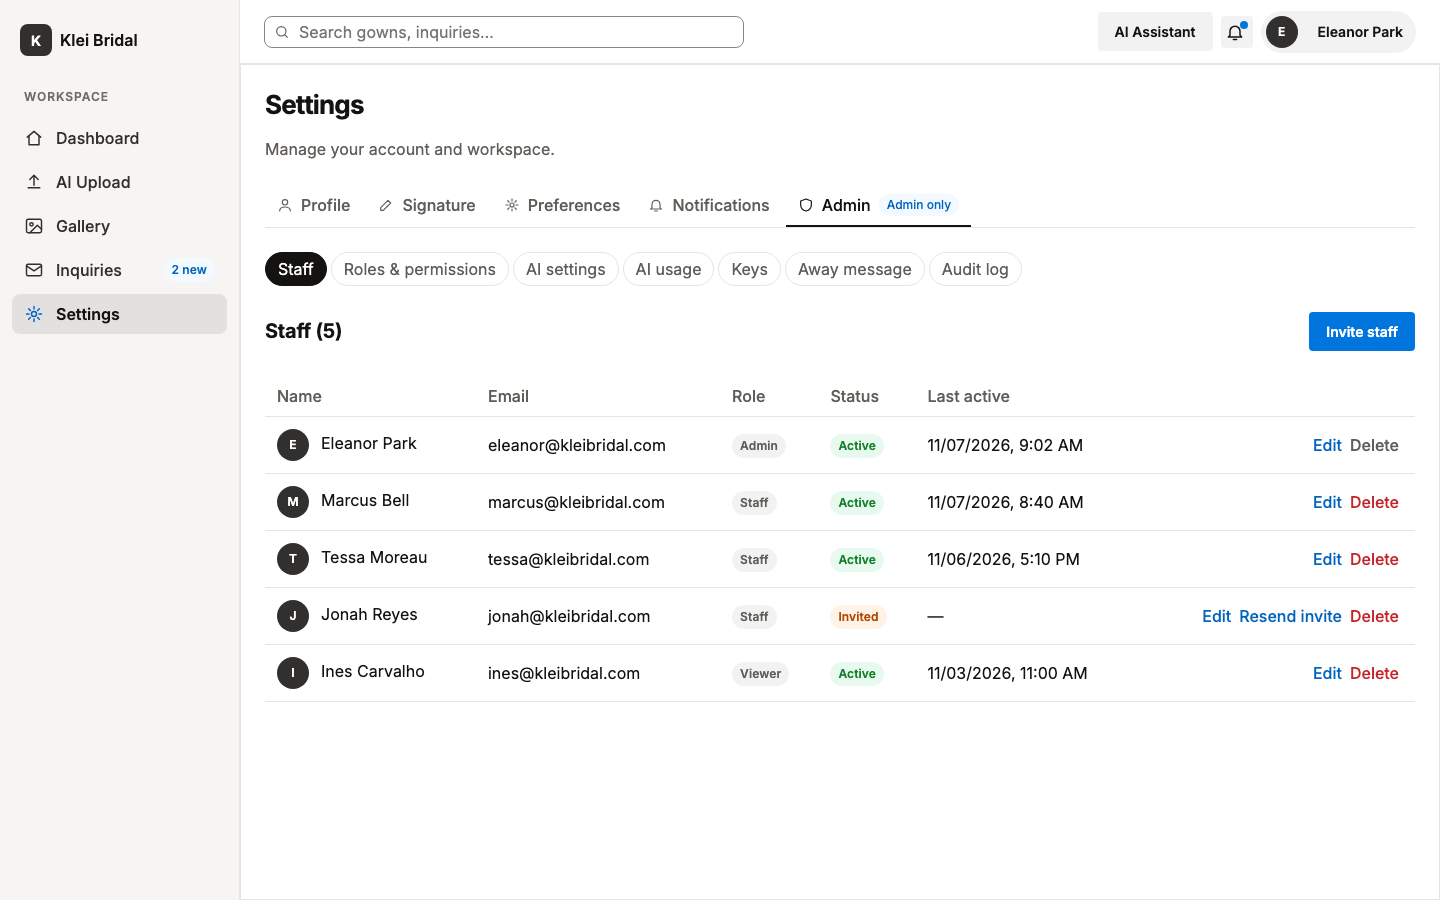 K Klei Bridal
Search gowns, inquiries...
AI Assistant
E Eleanor Park
WORKSPACE
Dashboard
AI Upload
Gallery
Inquiries 2 new
Settings
Settings
Manage your account and workspace.
Profile Signature Preferences Notifications Admin Admin only
Staff Roles & permissions AI settings AI usage Keys Away message Audit log
Staff (5) Invite staff
Name Email Role Status Last active
E Eleanor Park eleanor@kleibridal.com Admin Active 11/07/2026, 9:02 AM Edit Delete
M Marcus Bell marcus@kleibridal.com Staff Active 11/07/2026, 8:40 AM Edit Delete
T Tessa Moreau tessa@kleibridal.com Staff Active 11/06/2026, 5:10 PM Edit Delete
J Jonah Reyes jonah@kleibridal.com Staff Invited — Edit Resend invite Delete
I Ines Carvalho ines@kleibridal.com Viewer Active 11/03/2026, 11:00 AM Edit Delete